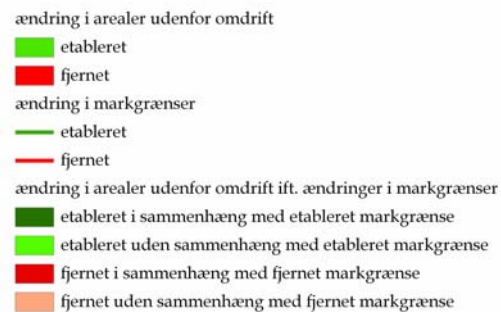 ændring i arealer udenfor omdrift
etableret
fjernet
ændring i markgrænser
etableret
fjernet
ændring i arealer udenfor omdrift ift. ændringer i markgrænser
etableret i sammenhæng med etableret markgrænse
etableret uden sammenhæng med etableret markgrænse
fjernet i sammenhæng med fjernet markgrænse
fjernet uden sammenhæng med fjernet markgrænse